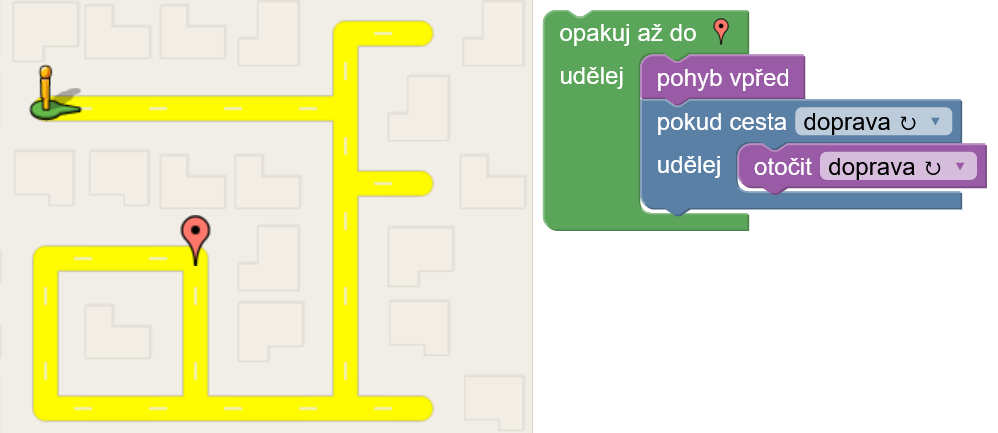 opakuj až do
udělej
pohyb vpřed
pokud cesta doprava ↻ ▼
udělej
otočit doprava ↻ ▼